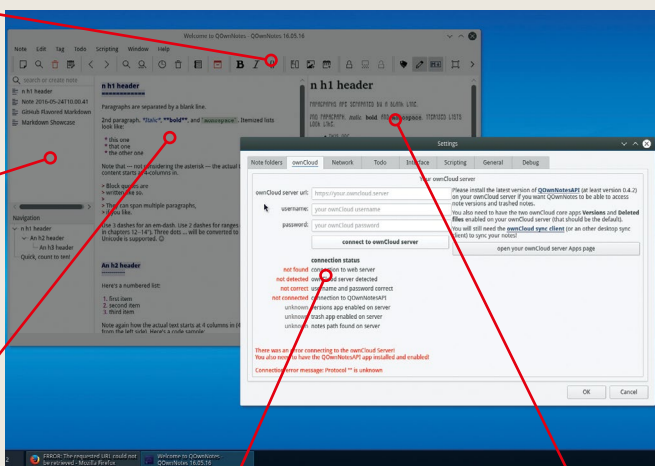 Welcome to QOwnNotes - QOwnNotes 16.05.16
Note Edit Tag Todo Scripting Window Help
B I
search or create note
n h1 header
Note 2016-05-24T10.00.41
GitHub Flavored Markdown
Markdown Showcase
Navigation
n h1 header
An h2 header
An h3 header
Quick, count to ten!
n h1 header
============
Paragraphs are separated by a blank line.
2nd paragraph. *Italic*, **bold**, and `monospace`. Itemized lists
look like:
* this one
* that one
* the other one
Note that --- not considering the asterisk --- the actual
content starts at 4-columns in.
> Block quotes are
> written like so.
>
> They can span multiple paragraphs,
> if you like.
Use 3 dashes for an em-dash. Use 2 dashes for ranges
in chapters 12--14"). Three dots ... will be converted to
Unicode is supported. ☺
An h2 header
Here's a numbered list:
1. first item
2. second item
3. third item
Note again how the actual text starts at 4 columns in (4
from the left side). Here's a code sample:
n h1 header
PARAGRAPHS ARE SEPARATED BY A BLANK LINE.
2ND PARAGRAPH. Italic, bold, AND monospace. ITEMIZED LISTS
LOOK LIKE:
Settings
Note folders ownCloud Network Todo Interface Scripting General Debug
Your ownCloud server
ownCloud server url: https://your.owncloud.server
username: your ownCloud username
password: your ownCloud password
connect to ownCloud server
Please install the latest version of QOwnNotesAPI (at least version 0.4.2)
on your ownCloud server if you want QOwnNotes to be able to access
note versions and trashed notes.
You also need to have the two ownCloud core apps Versions and Deleted
files enabled on your ownCloud server (that should be the default).
You will still need the ownCloud sync client (or an other desktop sync
client) to sync your notes!
open your ownCloud server Apps page
connection status
not found connection to web server
not detected ownCloud server detected
not correct username and password correct
not connected connection to QOwnNotesAPI
unknown versions app enabled on server
unknown trash app enabled on server
unknown notes path found on server
There was an error connecting to the ownCloud Server!
You also need to have the QOwnNotesAPI app installed and enabled!
Connection error message: Protocol "" is unknown
OK Cancel
2
ERROR: The requested URL could not
be retrieved - Mozilla Firefox
Welcome to QOwnNotes -
QOwnNotes 16.05.16